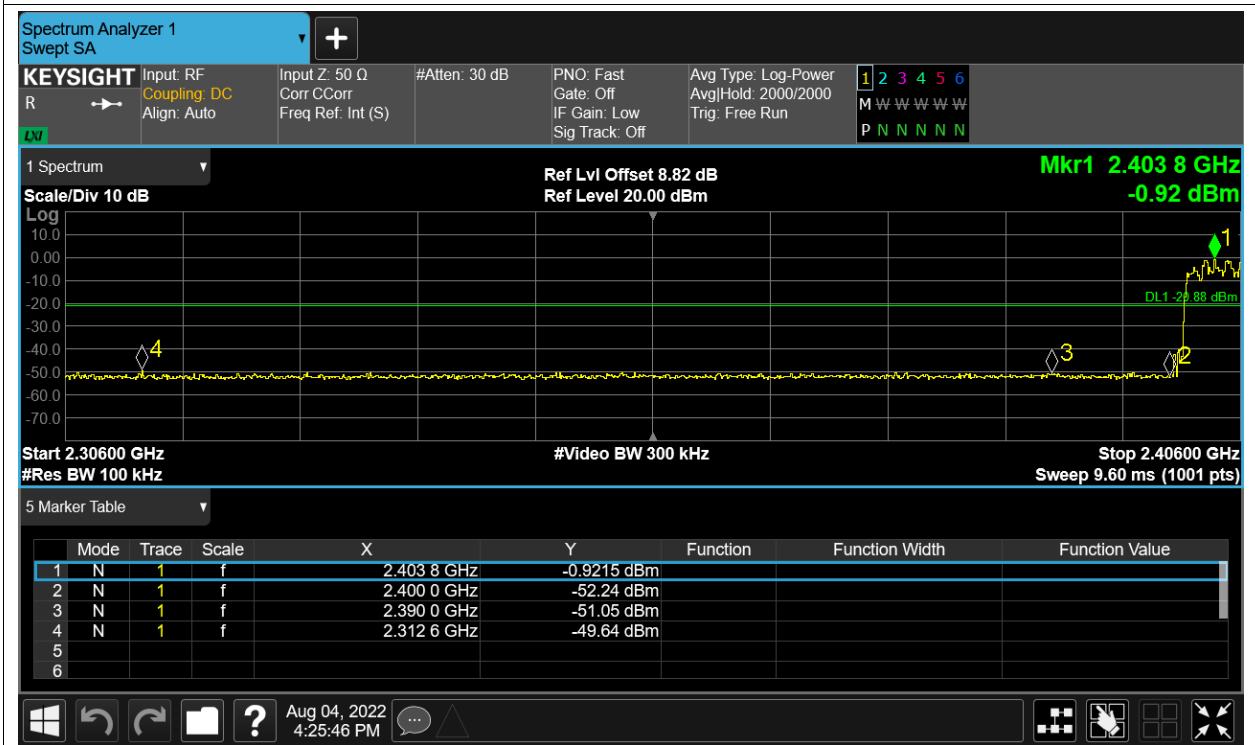 Spectrum Analyzer 1
Swept SA
KEYSIGHT
R
LXI
Input: RF
Coupling: DC
Align: Auto
Input Z: 50 Ω
Corr CCorr
Freq Ref: Int (S)
#Atten: 30 dB
PNO: Fast
Gate: Off
IF Gain: Low
Sig Track: Off
Avg Type: Log-Power
Avg|Hold: 2000/2000
Trig: Free Run
1 2 3 4 5 6
M W W W W W
P N N N N N
1 Spectrum
Scale/Div 10 dB
Ref Lvl Offset 8.82 dB
Ref Level 20.00 dBm
Mkr1 2.403 8 GHz
-0.92 dBm
Log
10.0
0.00
-10.0
-20.0
-30.0
-40.0
-50.0
-60.0
-70.0
1
DL1 -20.88 dBm
4
3
2
Start 2.30600 GHz
#Video BW 300 kHz
Stop 2.40600 GHz
#Res BW 100 kHz
Sweep 9.60 ms (1001 pts)
5 Marker Table
Mode Trace Scale X Y Function Function Width Function Value
1 N 1 f 2.403 8 GHz -0.9215 dBm
2 N 1 f 2.400 0 GHz -52.24 dBm
3 N 1 f 2.390 0 GHz -51.05 dBm
4 N 1 f 2.312 6 GHz -49.64 dBm
5
6
?
Aug 04, 2022
4:25:46 PM